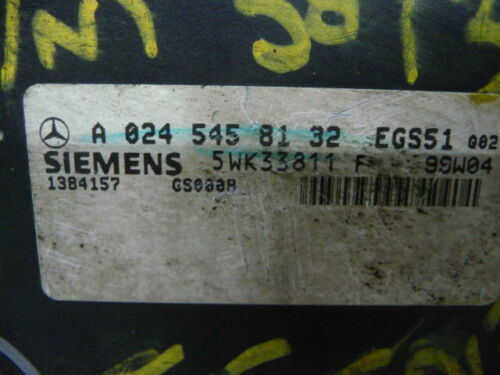 A 024 545 81 32 EGS51 Q02
SIEMENS 5WK33811 F 99W04
1384157 GS000A